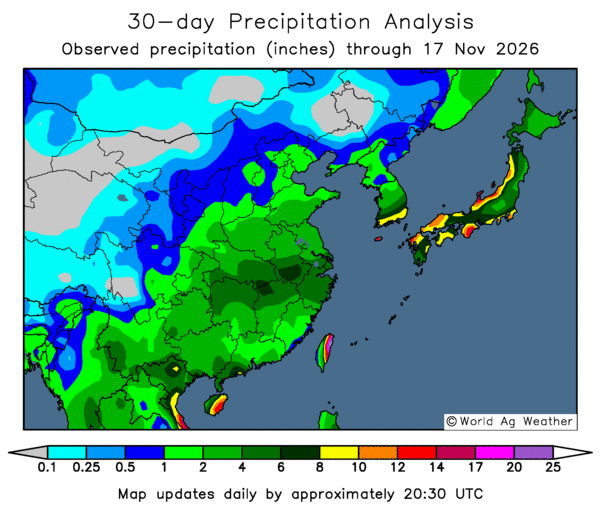 30-day Precipitation Analysis
Observed precipitation (inches) through 17 Nov 2026
© World Ag Weather
0.1 0.25 0.5 1 2 4 6 8 10 12 14 17 20 25
Map updates daily by approximately 20:30 UTC